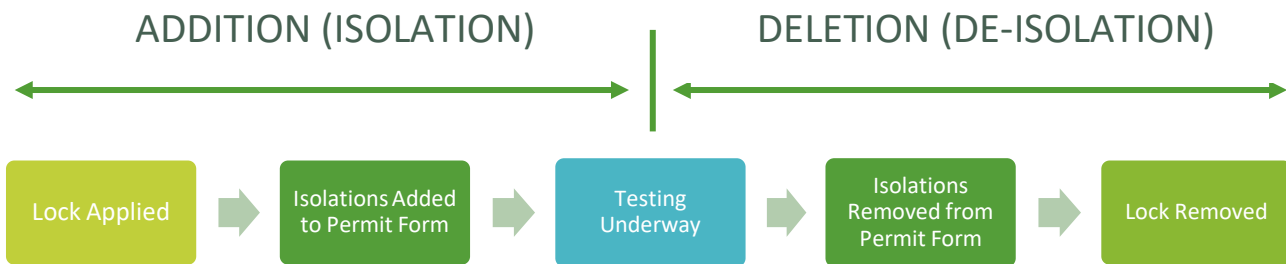 ADDITION (ISOLATION)
DELETION (DE-ISOLATION)
Lock Applied
Isolations Added
to Permit Form
Testing
Underway
Isolations
Removed from
Permit Form
Lock Removed